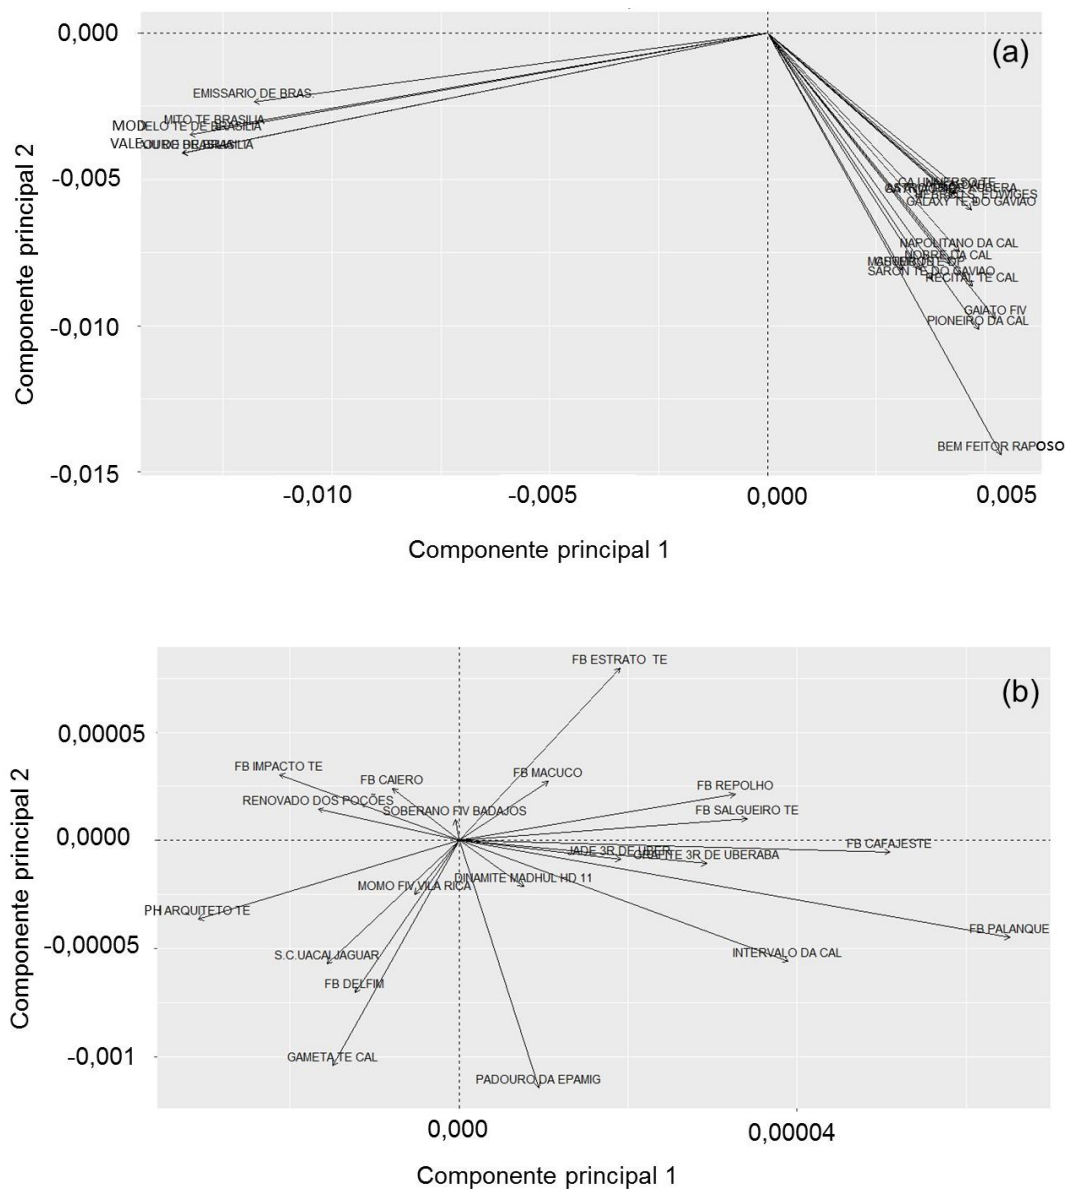 0,000
(a)
EMISSARIO DE BRAS.
MITO TE BRASILIA
MODELO TE DE BRASILIA
-0,005
CA UNIVERSO TE
GALAXY TE DO GAVIAO
NAPOLITANO DA CAL
NOBRE DA CAL
SARON TE DO GAVIAO
RECITAL TE CAL
GAIATO FIV
-0,010
PIONEIRO DA CAL
BEM FEITOR RAPOSO
-0,015
Componente principal 2
-0,010
-0,005
0,000
0,005
Componente principal 1
(b)
FB ESTRATO TE
0,00005
FB IMPACTO TE
FB CAIERO
FB MACUCO
FB REPOLHO
RENOVADO DOS POÇÕES
SOBERANO FIV BADAJOS
FB SALGUEIRO TE
0,0000
FB CAFAJESTE
JADE 3R DE UBER
GRAFITE 3R DE UBERABA
DINAMITE MADHUL HD 11
MOMO FIV VILA RICA
PH ARQUITETO TE
FB PALANQUE
-0,00005
S.C.UACAI JAGUAR
INTERVALO DA CAL
FB DELFIM
-0,001
GAMETA TE CAL
PADOURO DA EPAMIG
Componente principal 2
0,000
0,00004
Componente principal 1